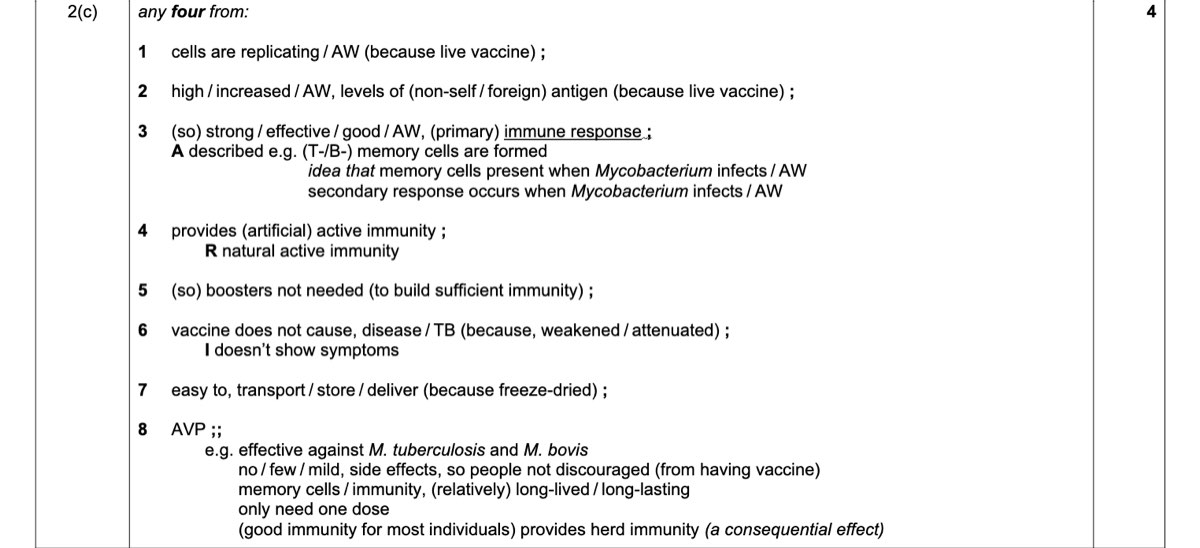 2(c) any four from: 4
1 cells are replicating / AW (because live vaccine) ;
2 high / increased / AW, levels of (non-self / foreign) antigen (because live vaccine) ;
3 (so) strong / effective / good / AW, (primary) immune response ;
A described e.g. (T-/B-) memory cells are formed
idea that memory cells present when Mycobacterium infects / AW
secondary response occurs when Mycobacterium infects / AW
4 provides (artificial) active immunity ;
R natural active immunity
5 (so) boosters not needed (to build sufficient immunity) ;
6 vaccine does not cause, disease / TB (because, weakened / attenuated) ;
I doesn't show symptoms
7 easy to, transport / store / deliver (because freeze-dried) ;
8 AVP ;;
e.g. effective against M. tuberculosis and M. bovis
no / few / mild, side effects, so people not discouraged (from having vaccine)
memory cells / immunity, (relatively) long-lived / long-lasting
only need one dose
(good immunity for most individuals) provides herd immunity (a consequential effect)